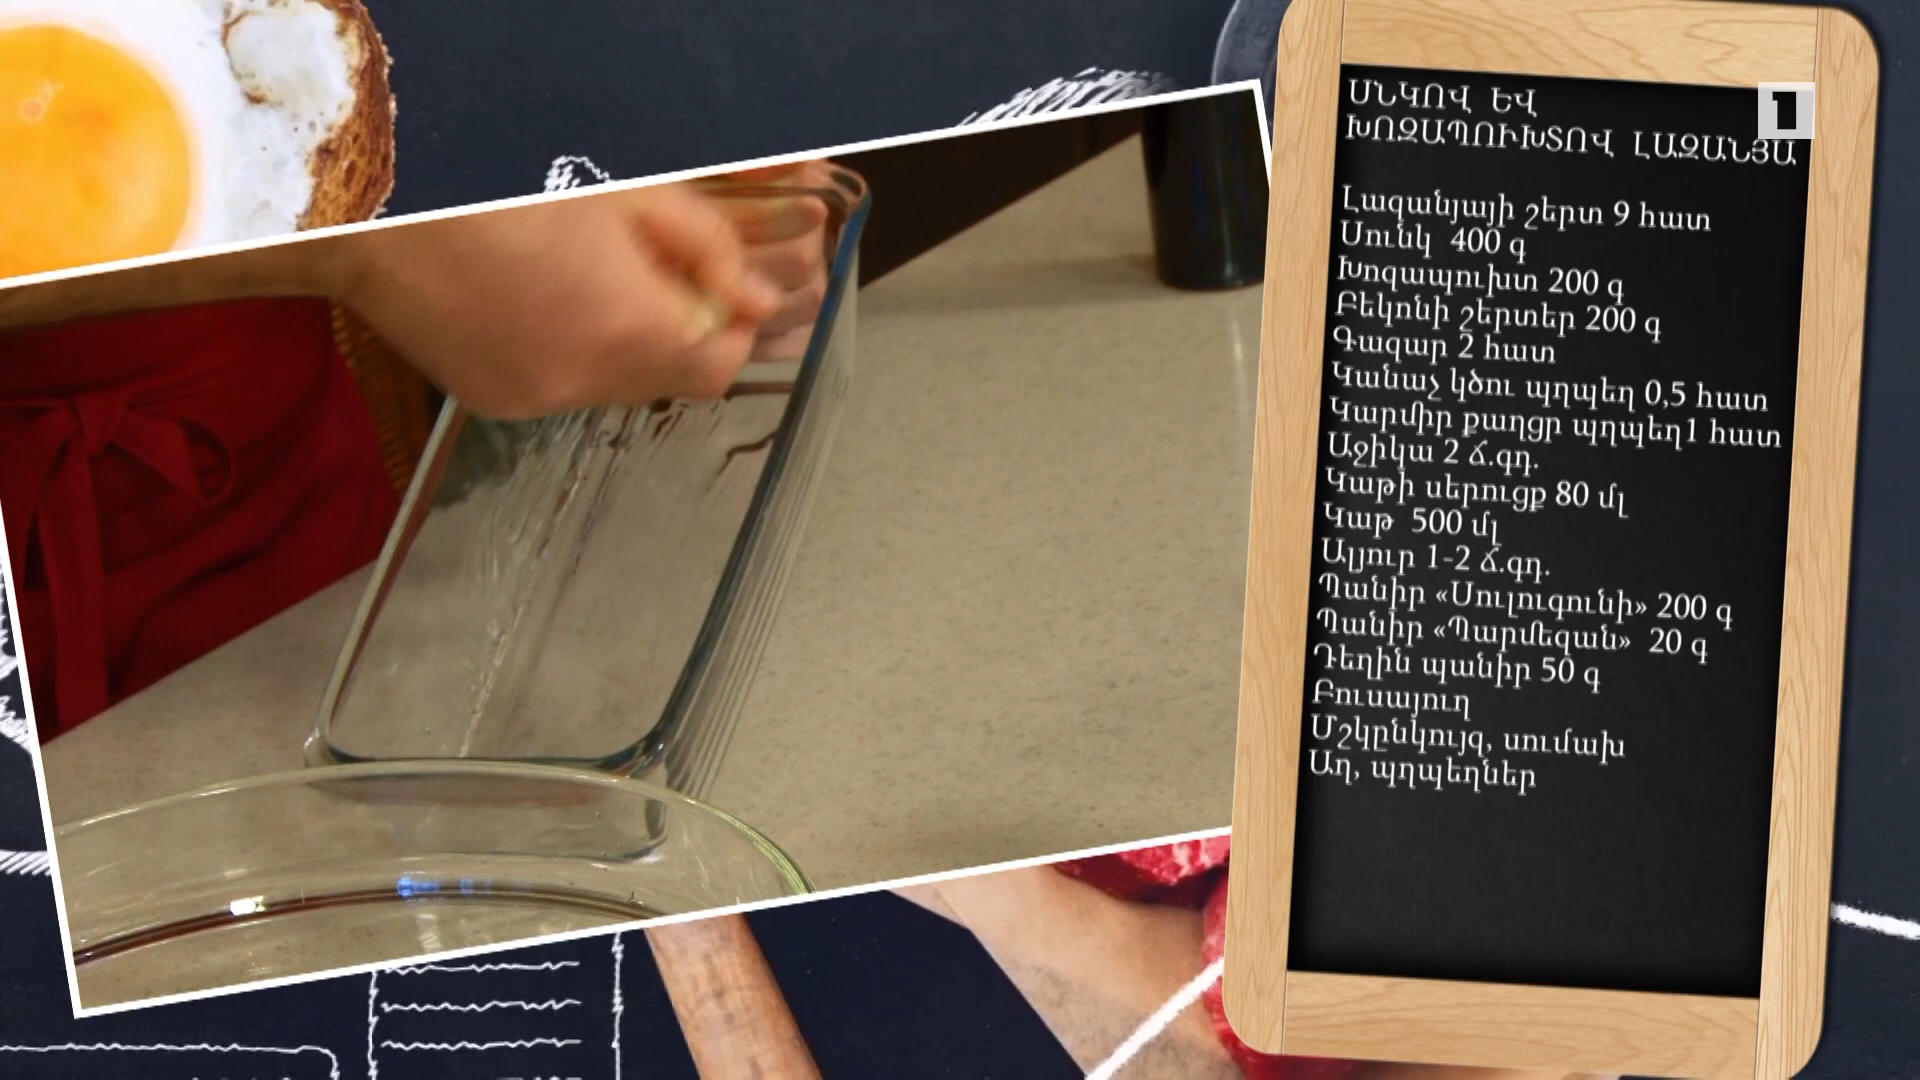 ՍՆԿՈՎ ԵՎ
ԽՈԶԱՊՈՒԽՏՈՎ ԼԱԶԱՆՅԱ
1
Լազանյայի շերտ 9 հատ
Սունկ 400 գ
Խոզապուխտ 200 գ
Բեկոնի շերտեր 200 գ
Գազար 2 հատ
Կանաչ կծու պղպեղ 0,5 հատ
Կարմիր քաղցր պղպեղ1 հատ
Աջիկա 2 ճ.գդ.
Կաթի սերուցք 80 մլ
Կաթ 500 մլ
Ալյուր 1-2 ճ.գդ.
Պանիր «Սուլուգունի» 200 գ
Պանիր «Պարմեզան» 20 գ
Դեղին պանիր 50 գ
Բուսայուղ
Մշկընկույզ, սումախ
Աղ, պղպեղներ